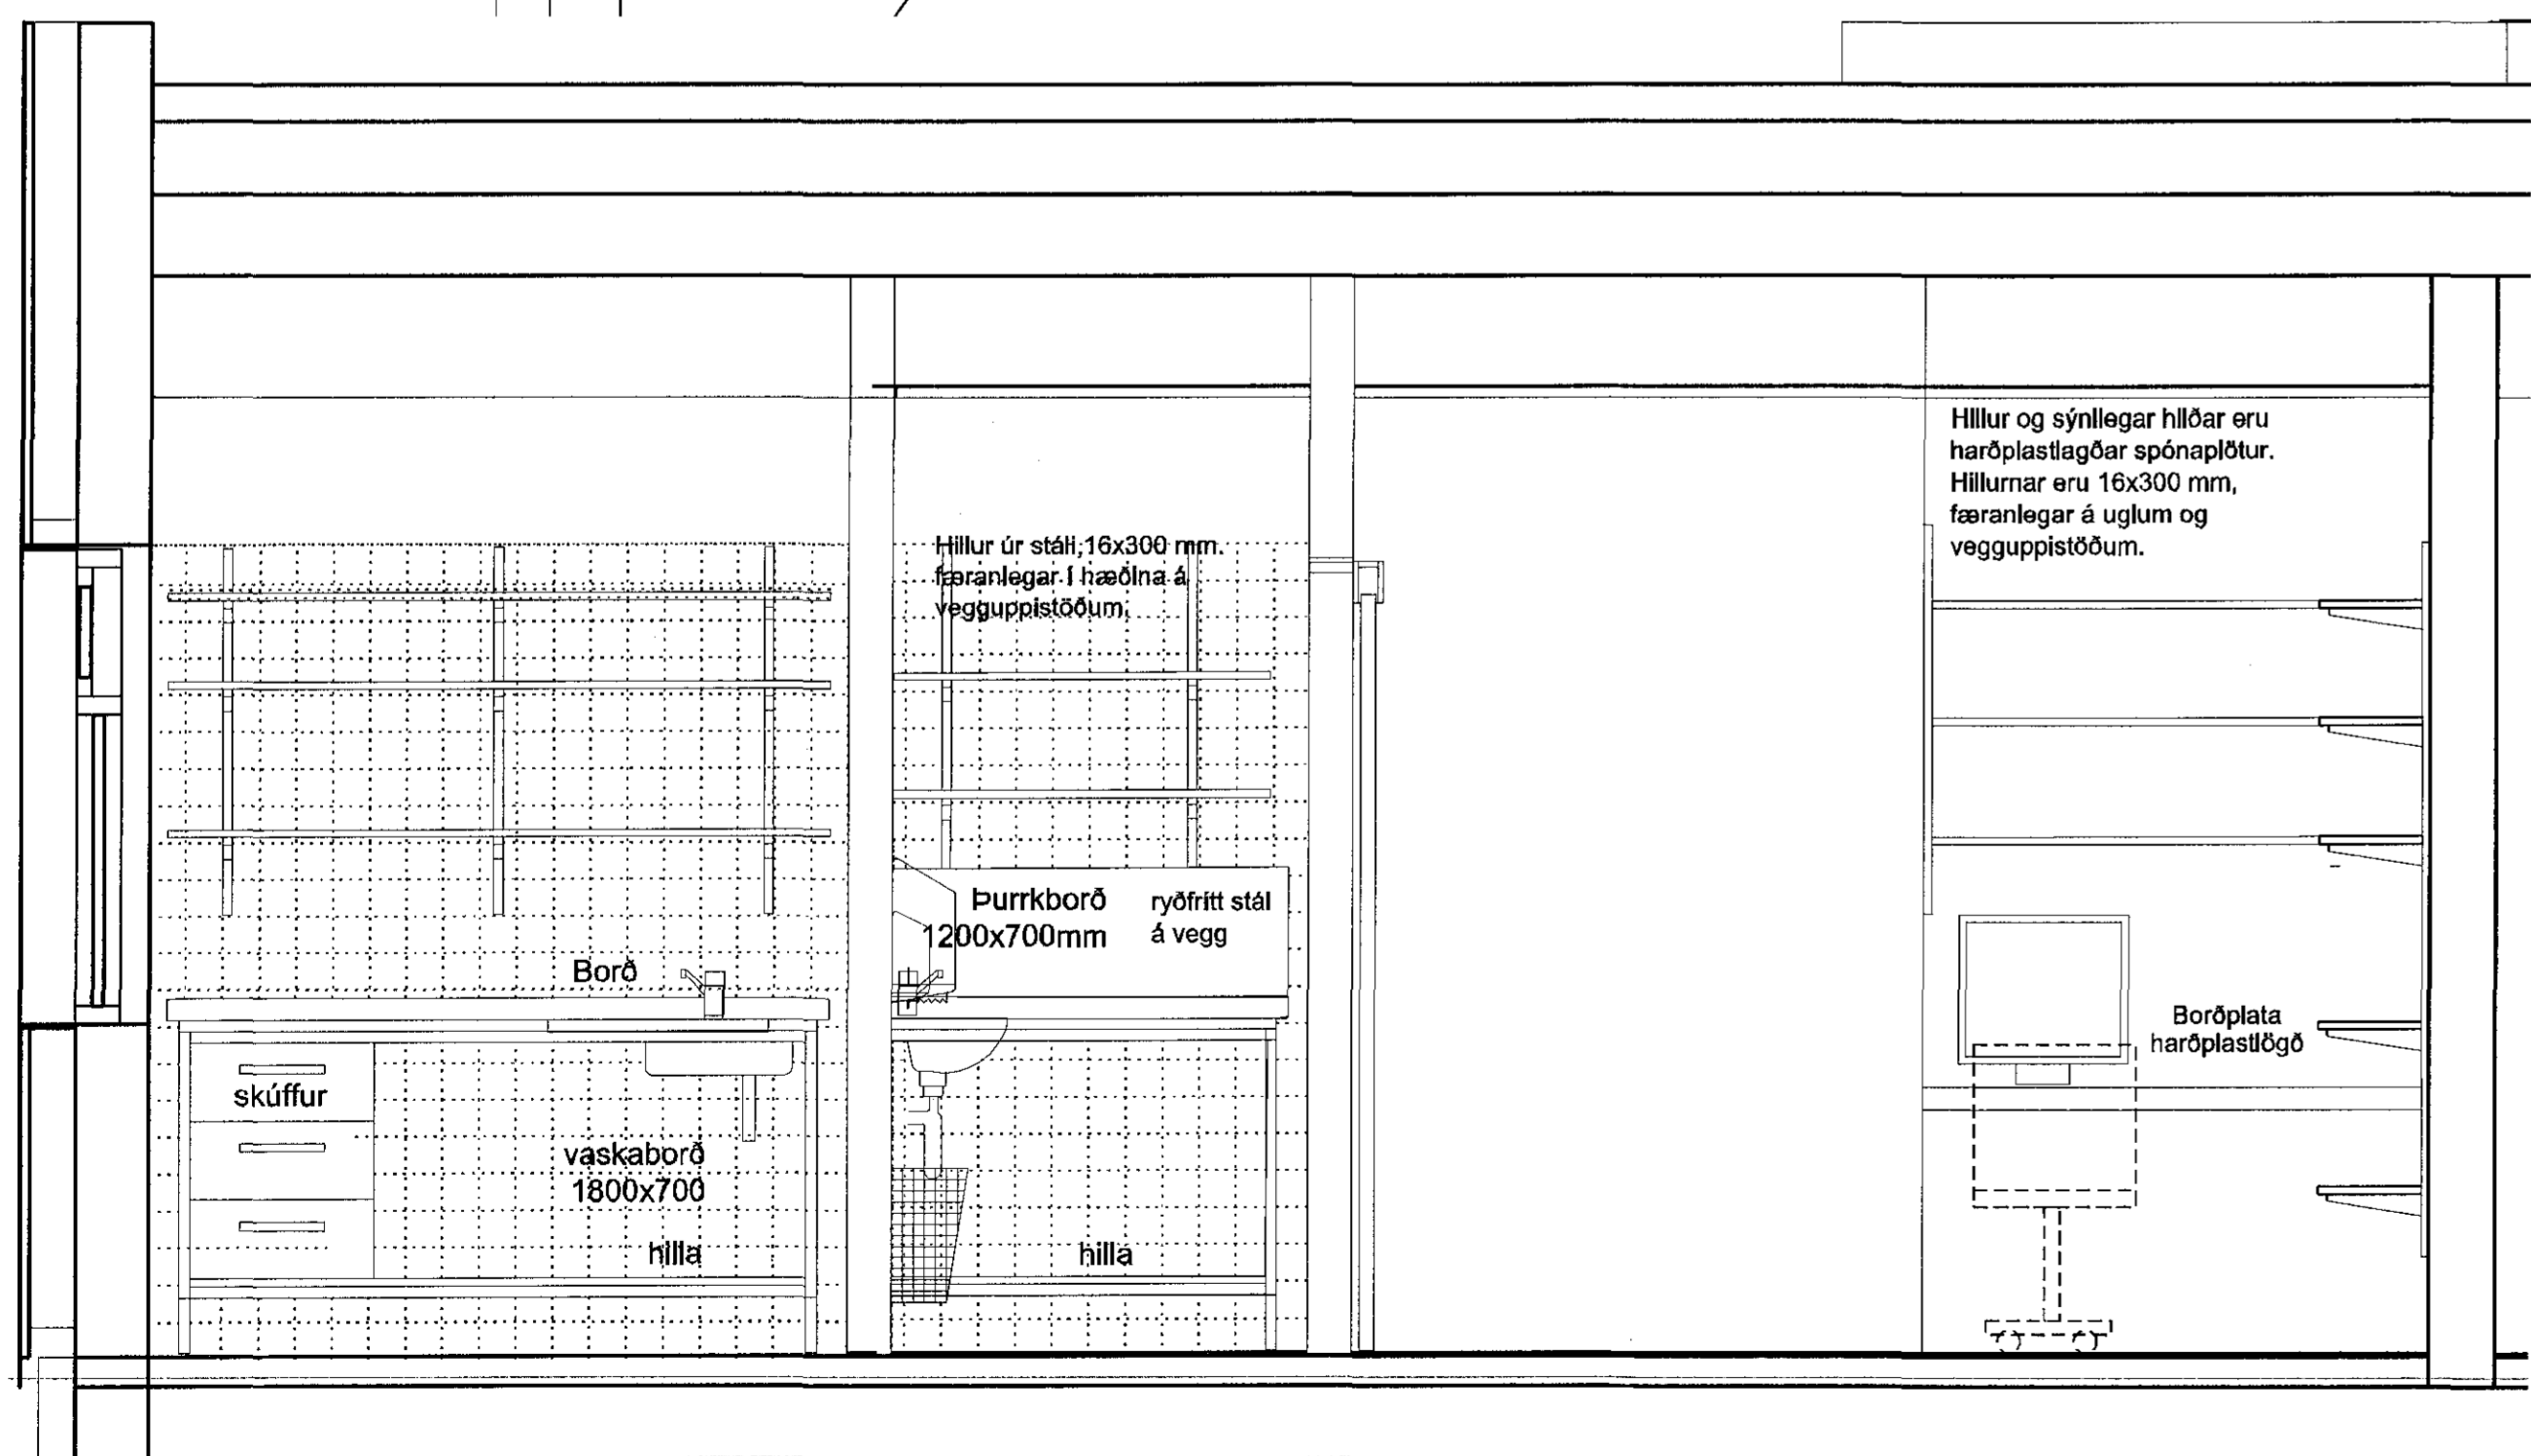 Hillur og sýnilegar hliðar eru
harðplastlagðar spónaplötur.
Hillurnar eru 16x300 mm,
færanlegar á uglum og
vegguppistöðum.
Hillur úr stáli,16x300 mm.
færanlegar í hæðina á
vegguppistöðum.
Þurrkborð
1200x700mm
ryðfritt stál
á vegg
Borð
Borðplata
harðplastlögð
skúffur
vaskaborð
1800x700
hilla
hilla